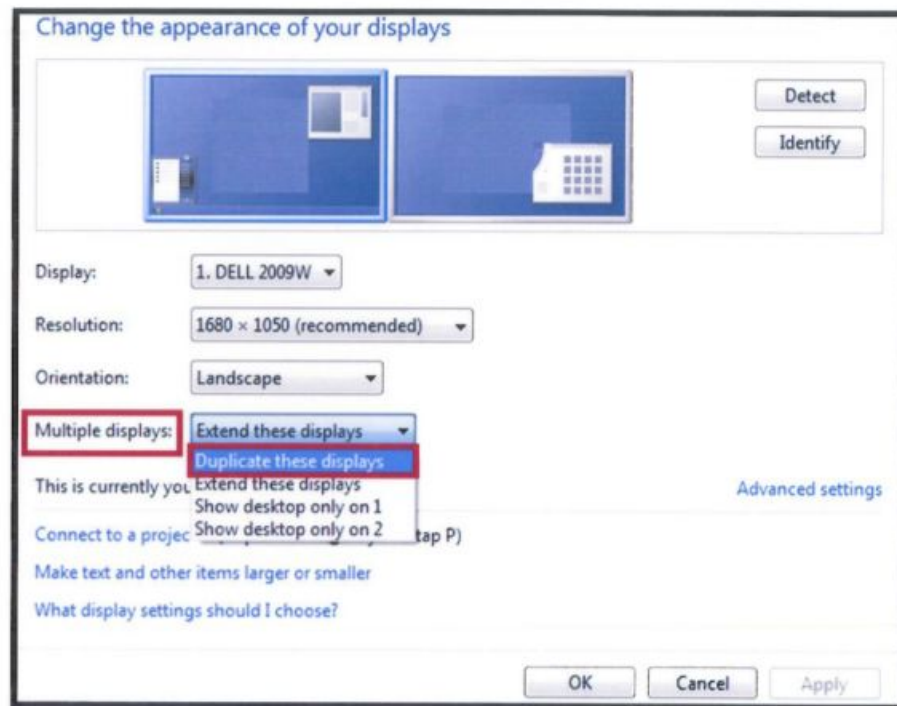 Change the appearance of your displays
Detect
Identify
Display: 1. DELL 2009W
Resolution: 1680 × 1050 (recommended)
Orientation: Landscape
Multiple displays: Extend these displays
Duplicate these displays
This is currently you Extend these displays Advanced settings
Show desktop only on 1
Connect to a projec Show desktop only on 2 tap P)
Make text and other items larger or smaller
What display settings should I choose?
OK Cancel Apply